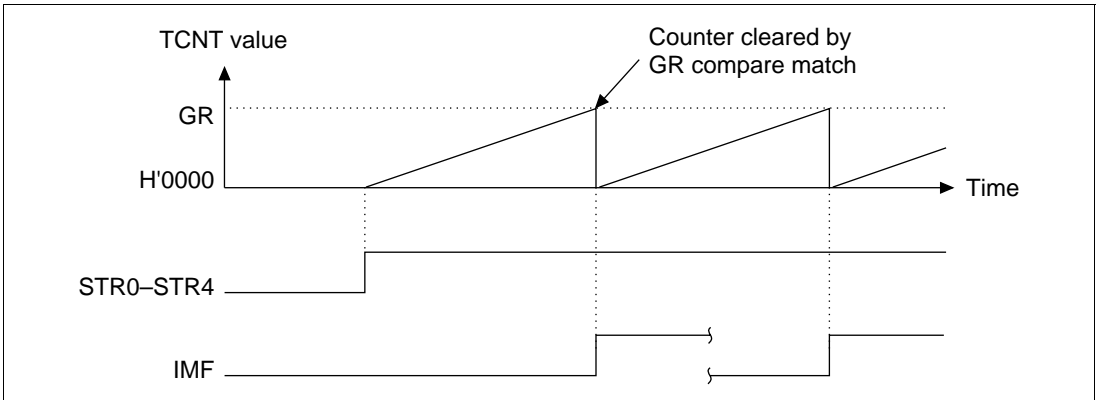 TCNT value
Counter cleared by
GR compare match
GR
H'0000
Time
STR0–STR4
IMF